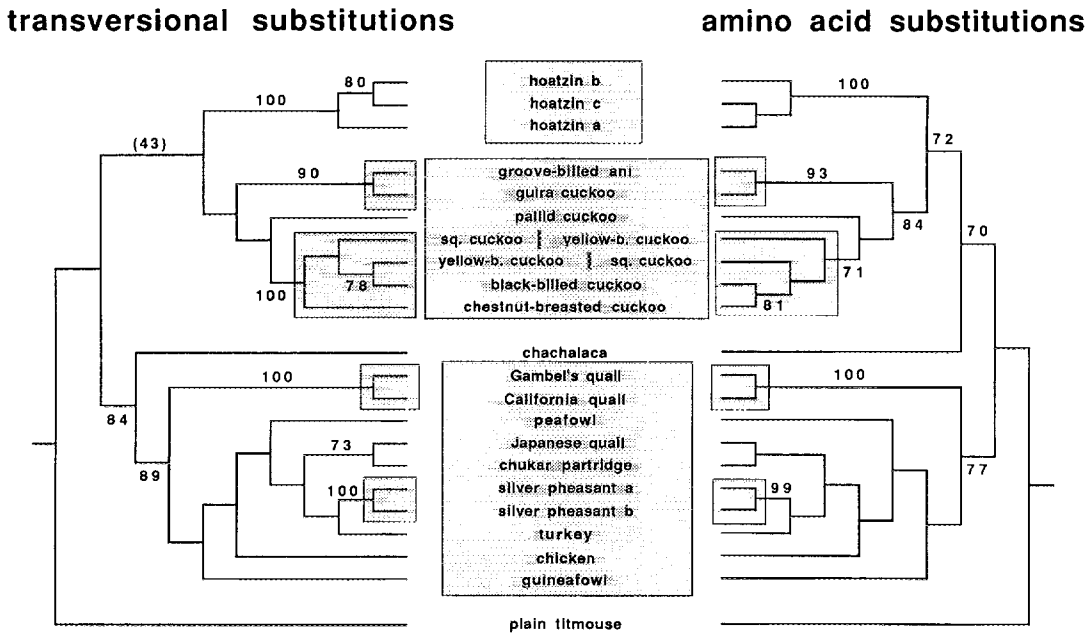 transversional substitutions
amino acid substitutions
80
hoatzin b
100
100
hoatzin c
hoatzin a
(43)
72
90
groove-billed ani
93
guira cuckoo
pallid cuckoo
84
70
sq. cuckoo | yellow-b. cuckoo
yellow-b. cuckoo | sq. cuckoo
71
78
black-billed cuckoo
100
chestnut-breasted cuckoo
81
chachalaca
100
Gambel's quail
100
California quail
84
peafowl
73
Japanese quail
chukar partridge
89
77
100
silver pheasant a
99
silver pheasant b
turkey
chicken
guineafowl
plain titmouse